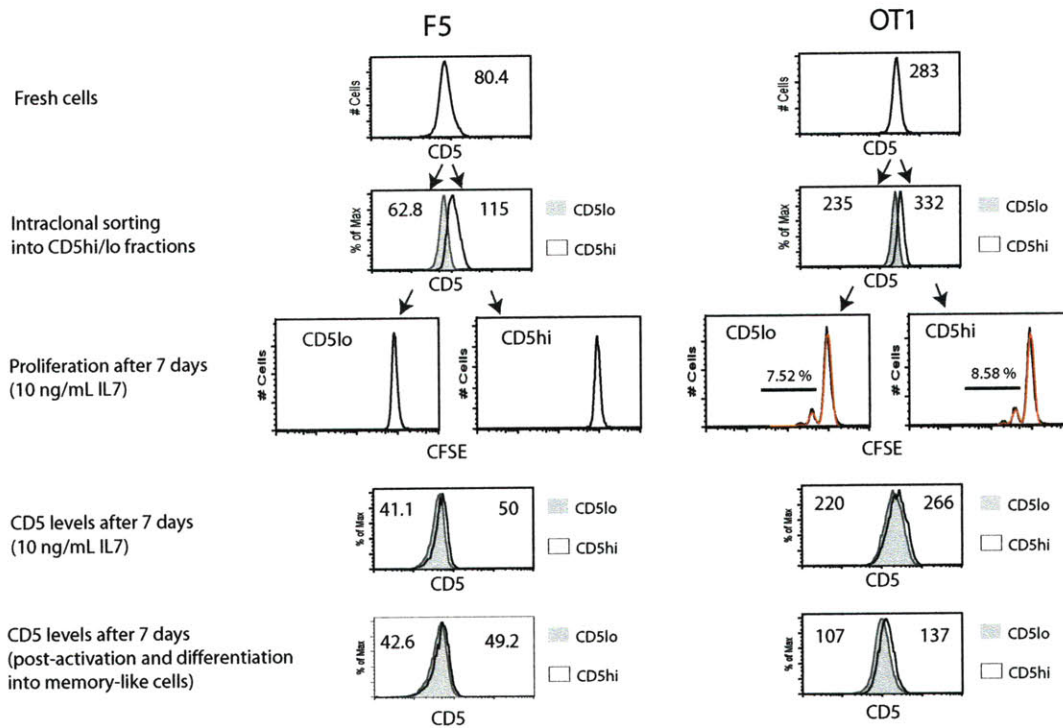 F5
OT1
Fresh cells
# Cells
80.4
CD5
# Cells
283
CD5
Intraclonal sorting
into CD5hi/lo fractions
% of Max
62.8
115
CD5
CD5lo
CD5hi
% of Max
235
332
CD5
CD5lo
CD5hi
Proliferation after 7 days
(10 ng/mL IL7)
# Cells
CD5lo
# Cells
CD5hi
CFSE
# Cells
CD5lo
7.52 %
# Cells
CD5hi
8.58 %
CFSE
CD5 levels after 7 days
(10 ng/mL IL7)
% of Max
41.1
50
CD5
CD5lo
CD5hi
% of Max
220
266
CD5
CD5lo
CD5hi
CD5 levels after 7 days
(post-activation and differentiation
into memory-like cells)
% of Max
42.6
49.2
CD5
CD5lo
CD5hi
% of Max
107
137
CD5
CD5lo
CD5hi